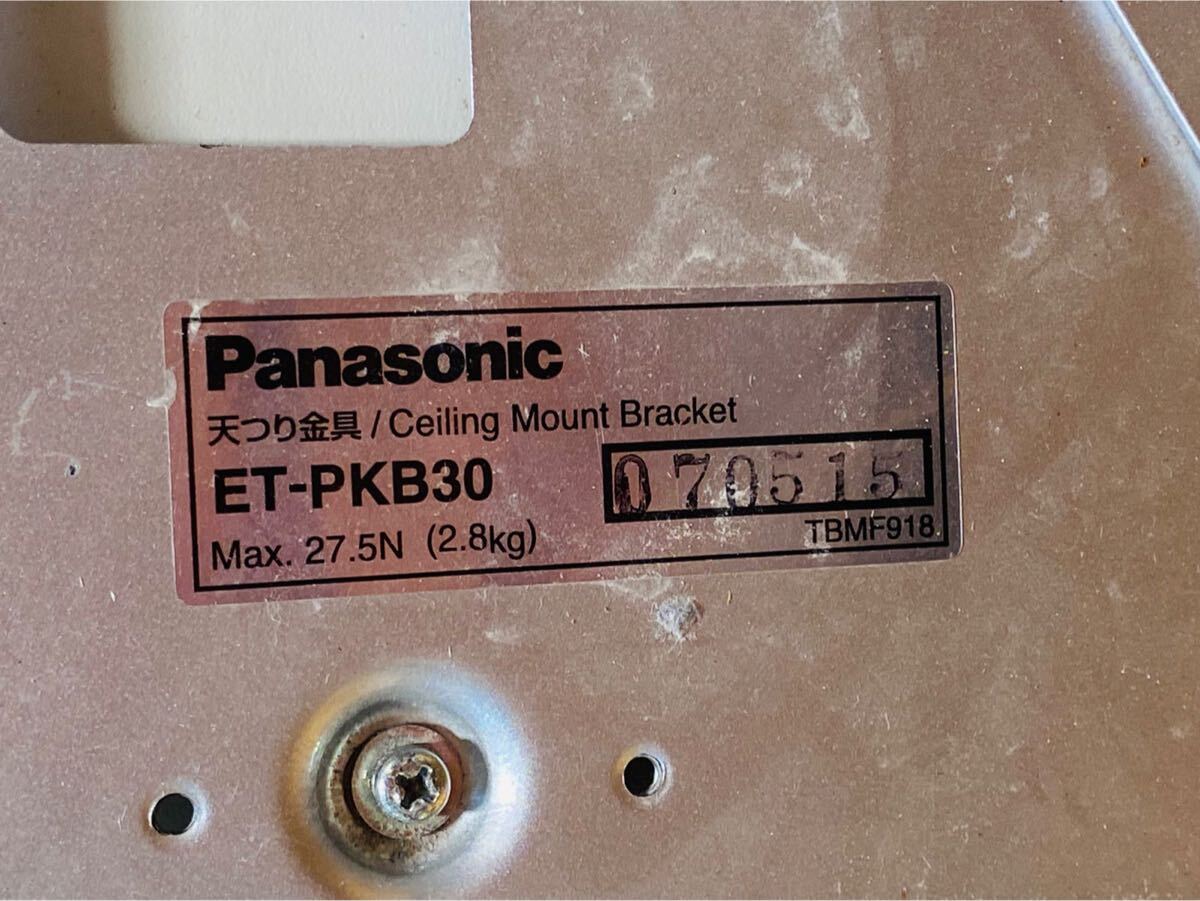 Panasonic
天つり金具 / Ceiling Mount Bracket
ET-PKB30
070515
Max. 27.5N (2.8kg)
TBMF918